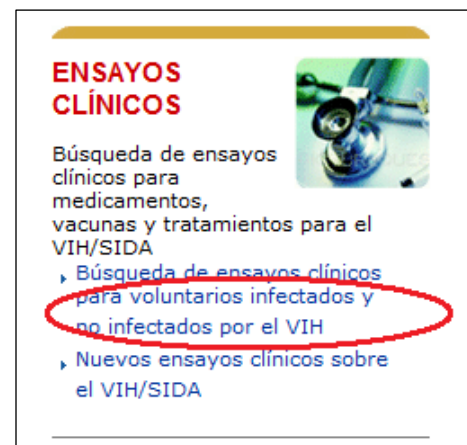 ENSAYOS
CLÍNICOS
Búsqueda de ensayos
clínicos para
medicamentos,
vacunas y tratamientos para el
VIH/SIDA
Búsqueda de ensayos clínicos
para voluntarios infectados y
no infectados por el VIH
Nuevos ensayos clínicos sobre
el VIH/SIDA